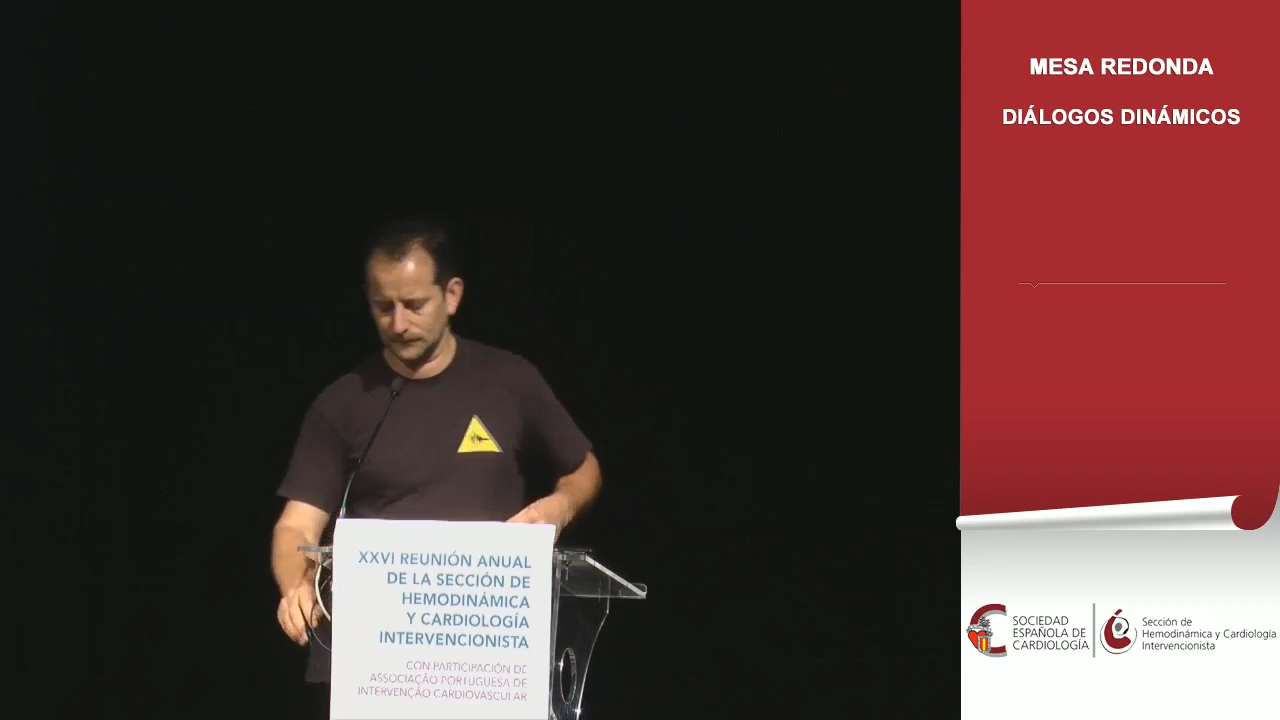 MESA REDONDA
DIÁLOGOS DINÁMICOS
XXVI REUNIÓN ANUAL
DE LA SECCIÓN DE
HEMODINÁMICA
Y CARDIOLOGÍA
INTERVENCIONISTA
CON PARTICIPACIÓN DE
ASSOCIAÇÃO PORTUGUESA DE
INTERVENÇÃO CARDIOVASCULAR
SOCIEDAD
ESPAÑOLA DE
CARDIOLOGÍA
Sección de
Hemodinámica y Cardiología
Intervencionista